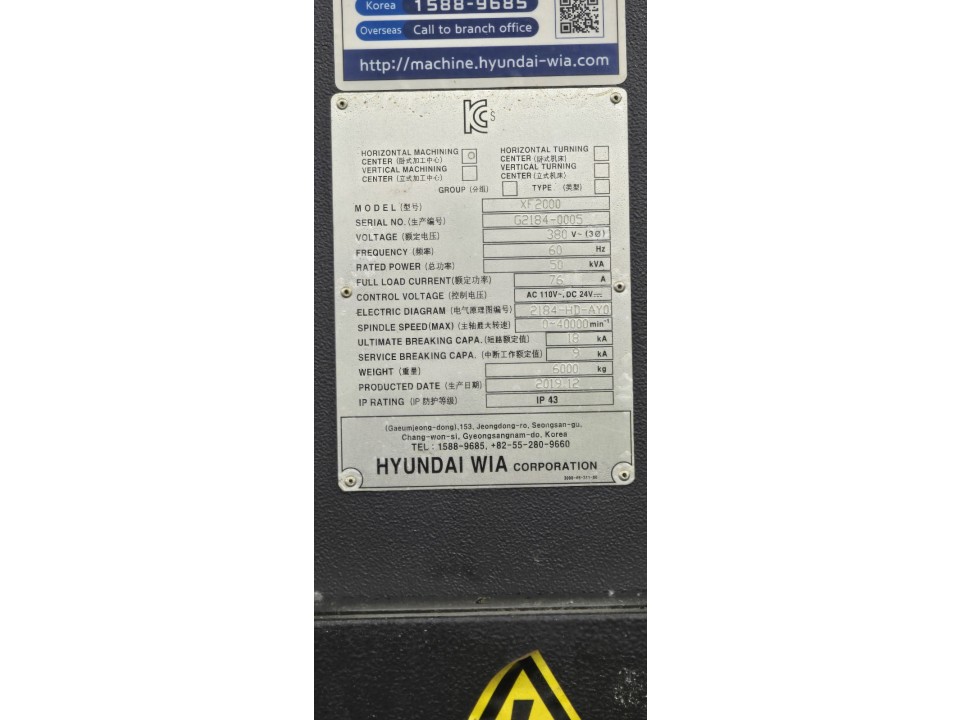 Korea 1588-9685
Overseas Call to branch office
http://machine.hyundai-wia.com
KCs
HORIZONTAL MACHINING CENTER (卧式加工中心)
HORIZONTAL TURNING CENTER (卧式机床)
VERTICAL MACHINING CENTER (立式加工中心)
VERTICAL TURNING CENTER (立式机床)
GROUP (分组) TYPE (类型)
MODEL (型号) XF2000
SERIAL NO. (生产编号) G2184-0005
VOLTAGE (额定电压) 380 V~ (3Ø)
FREQUENCY (频率) 60 Hz
RATED POWER (总功率) 50 kVA
FULL LOAD CURRENT(额定功率) 76 A
CONTROL VOLTAGE (控制电压) AC 110V~, DC 24V⎓
ELECTRIC DIAGRAM (电气原理图编号) 2184-HD-AY0
SPINDLE SPEED(MAX) (主轴最大转速) 0-40000 min⁻¹
ULTIMATE BREAKING CAPA. (短路额定值) 18 kA
SERVICE BREAKING CAPA. (中断工作额定值) 9 kA
WEIGHT (重量) 6000 kg
PRODUCTED DATE (生产日期) 2019.12
IP RATING (IP 防护等级) IP 43
(Gaeumjeong-dong),153, Jeongdong-ro, Seongsan-gu,
Chang-won-si, Gyeongsangnam-do, Korea
TEL : 1588-9685, +82-55-280-9660
HYUNDAI WIA CORPORATION